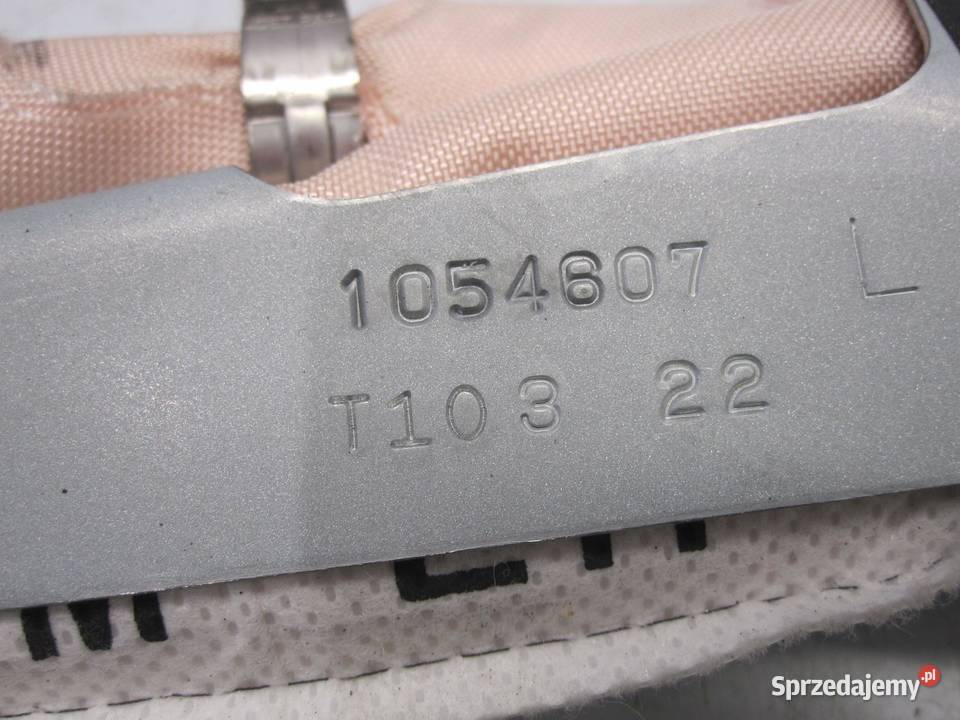 1054607 L
T103 22
Sprzedajemy.pl